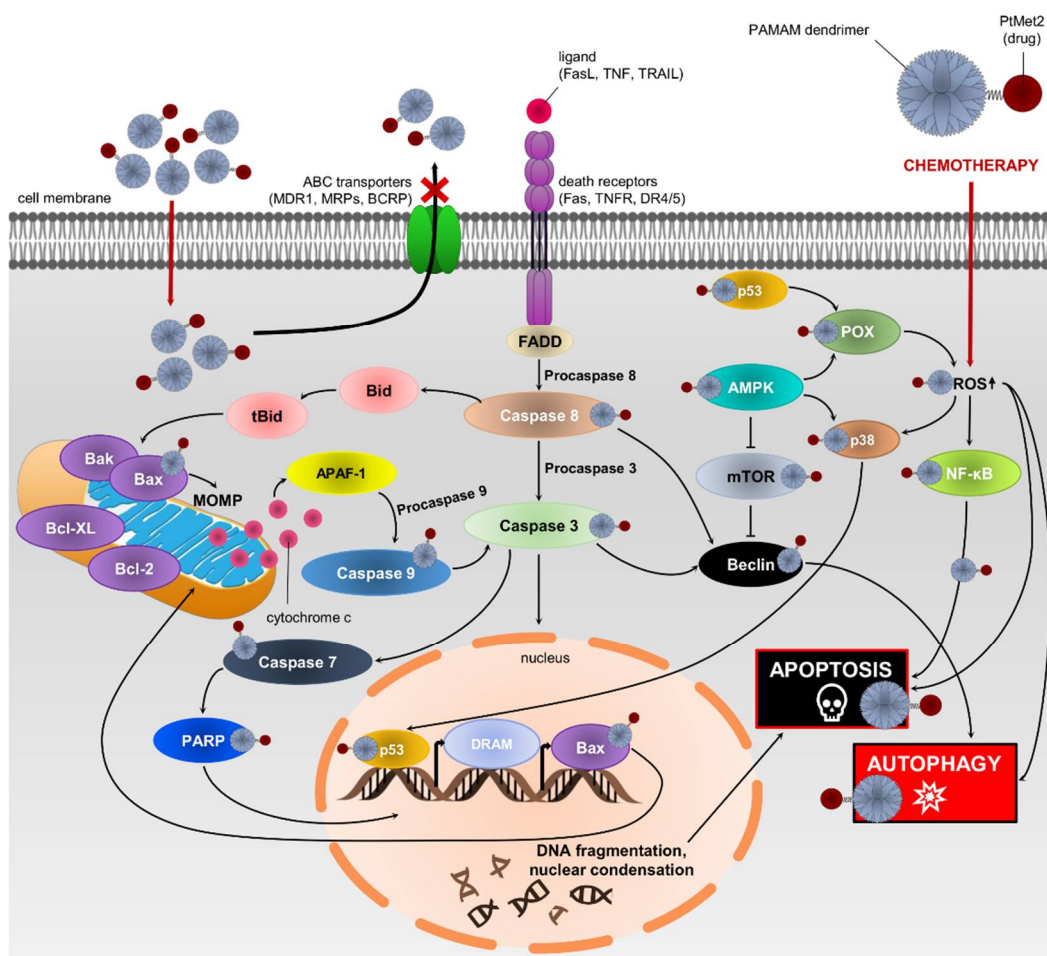 PAMAM dendrimer
PtMet2
(drug)
ligand
(FasL, TNF, TRAIL)
CHEMOTHERAPY
cell membrane
ABC transporters
(MDR1, MRPs, BCRP)
death receptors
(Fas, TNFR, DR4/5)
p53
FADD
POX
Procaspase 8
AMPK
ROS
Bid
tBid
Caspase 8
p38
Bak
Bax
MOMP
APAF-1
Procaspase 3
mTOR
NF-κB
Procaspase 9
Bcl-XL
Caspase 3
Bcl-2
Caspase 9
Beclin
cytochrome c
nucleus
Caspase 7
APOPTOSIS
PARP
p53
DRAM
Bax
AUTOPHAGY
DNA fragmentation,
nuclear condensation